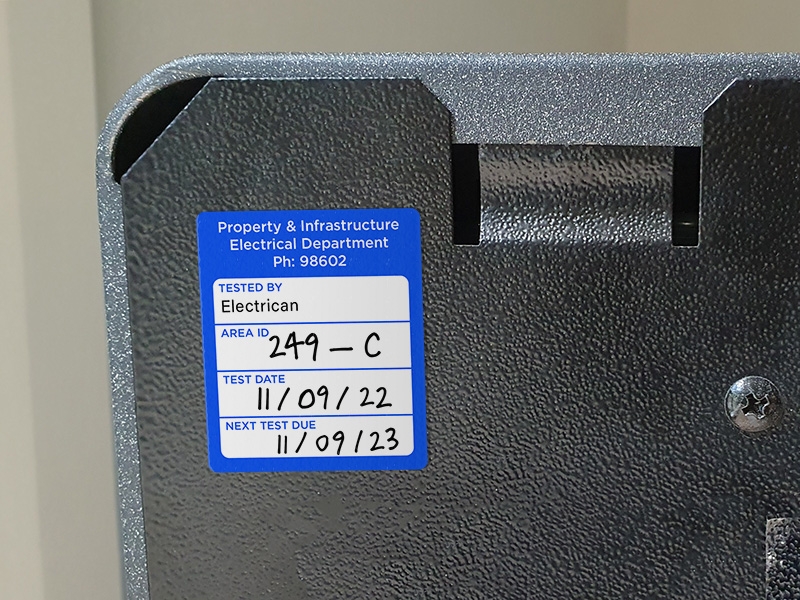 Property & Infrastructure
Electrical Department
Ph: 98602
TESTED BY
Electrican
AREA ID
249 – C
TEST DATE
11/09/22
NEXT TEST DUE
11/09/23